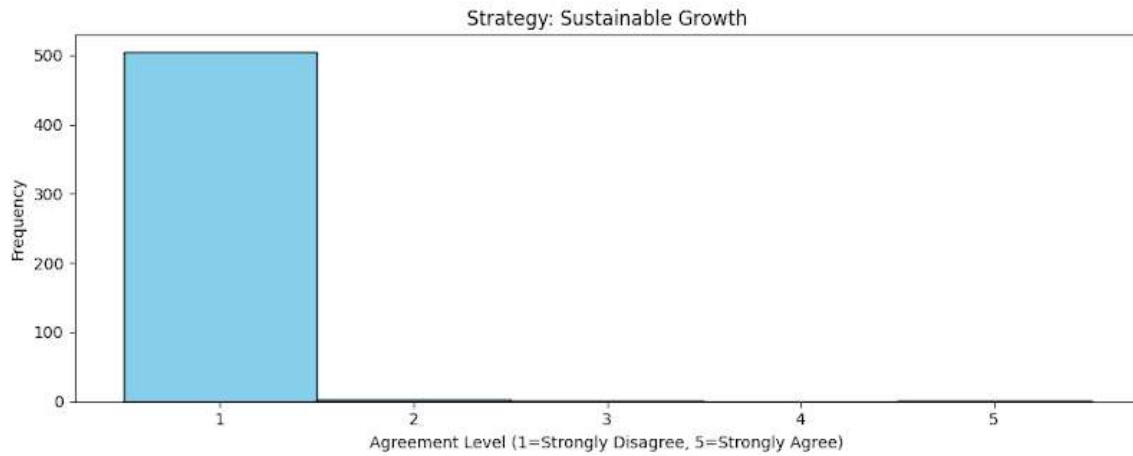 Strategy: Sustainable Growth
500
400
300
200
100
0
Frequency
1 2 3 4 5
Agreement Level (1=Strongly Disagree, 5=Strongly Agree)